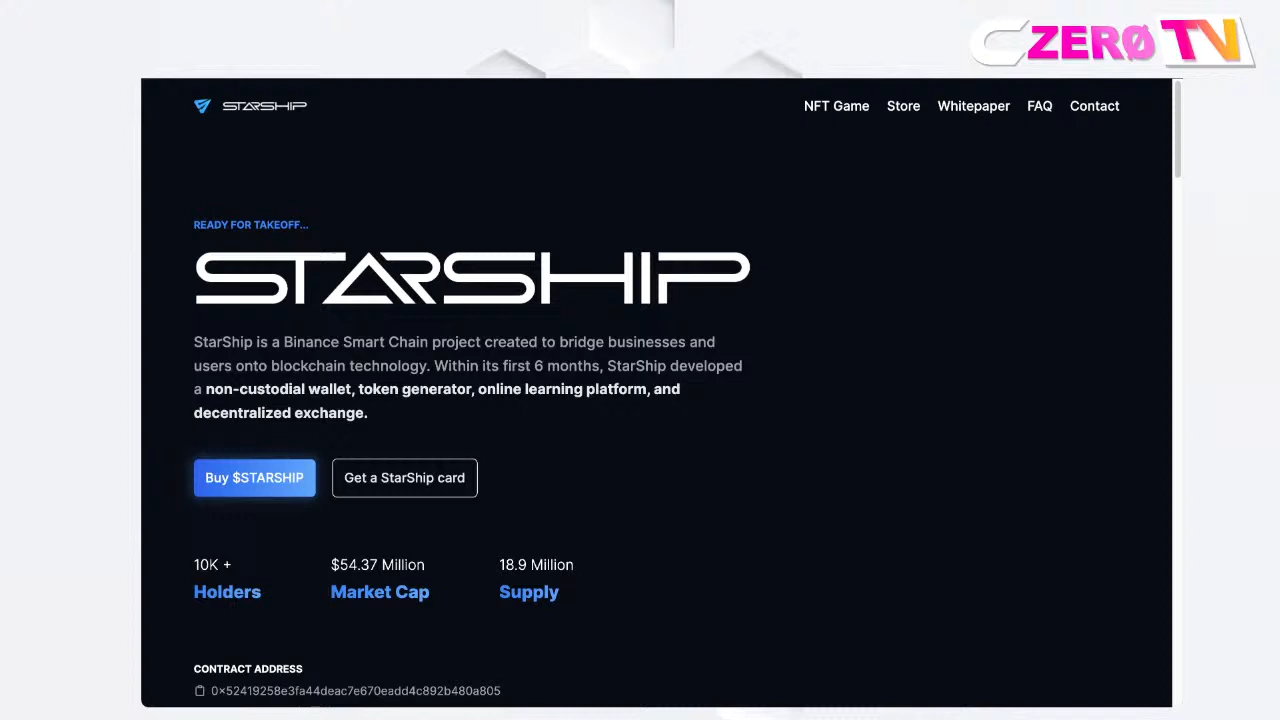 CZERØ TV
STARSHIP
NFT Game Store Whitepaper FAQ Contact
READY FOR TAKEOFF...
STARSHIP
StarShip is a Binance Smart Chain project created to bridge businesses and
users onto blockchain technology. Within its first 6 months, StarShip developed
a non-custodial wallet, token generator, online learning platform, and
decentralized exchange.
Buy $STARSHIP Get a StarShip card
10K + $54.37 Million 18.9 Million
Holders Market Cap Supply
CONTRACT ADDRESS
0x52419258e3fa44deac7e670eadd4c892b480a805